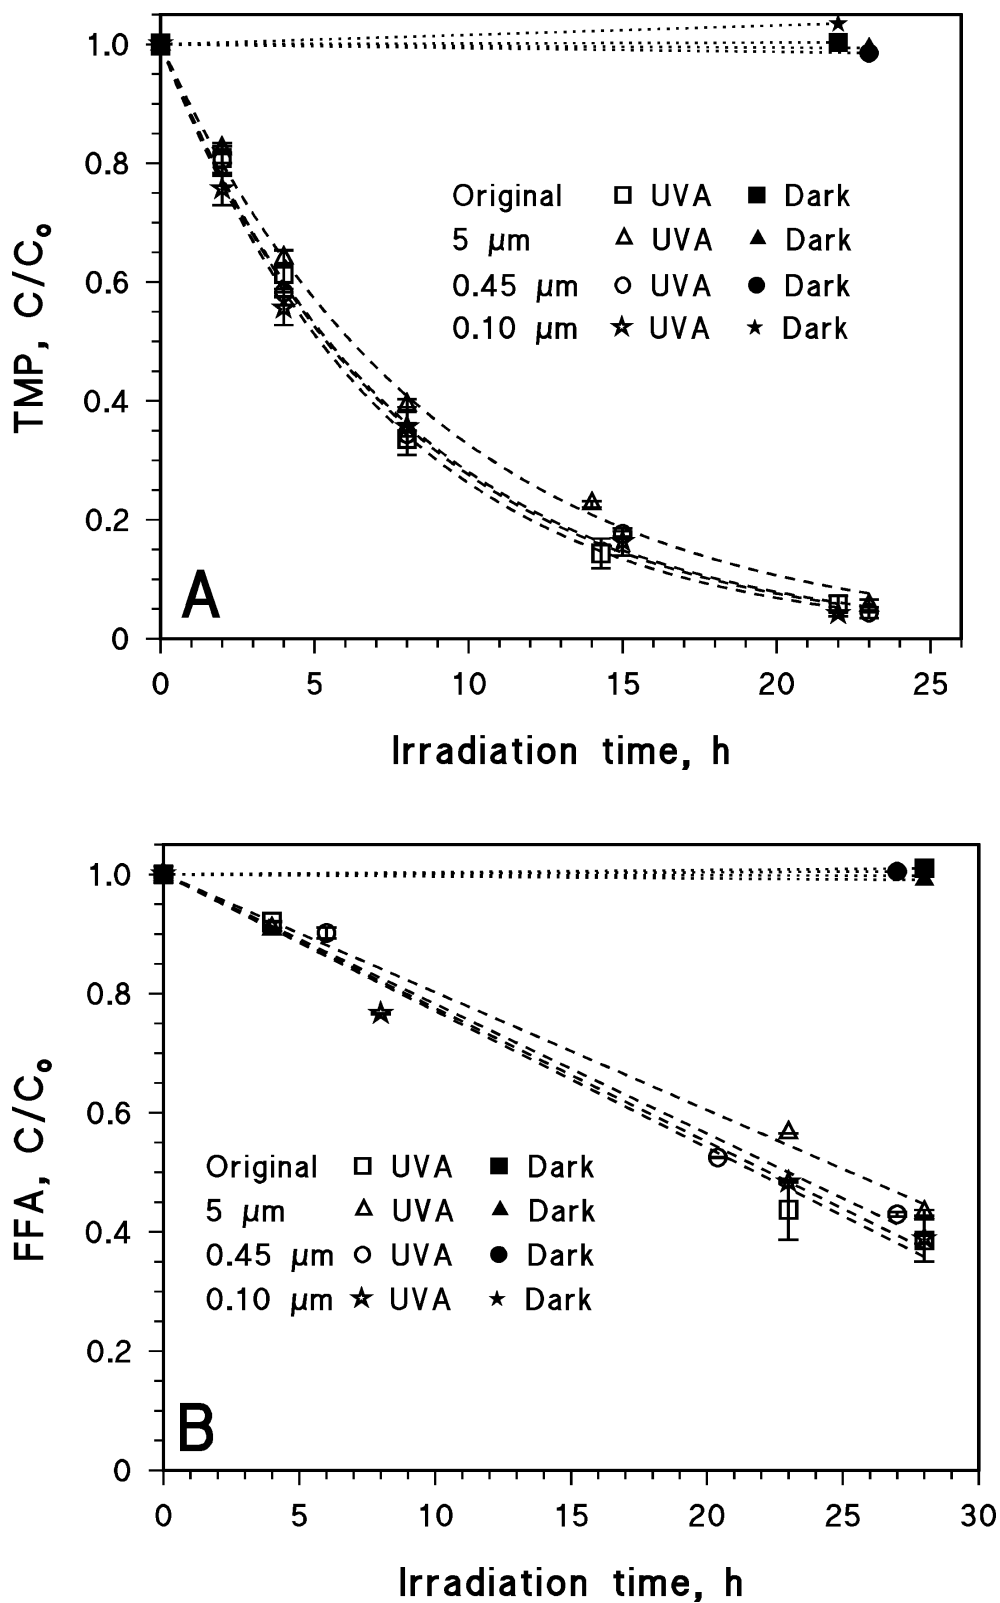 1.0
0.8
0.6
0.4
0.2
0
TMP, C/C₀
Original UVA Dark
5 µm UVA Dark
0.45 µm UVA Dark
0.10 µm UVA Dark
A
0 5 10 15 20 25
Irradiation time, h
1.0
0.8
0.6
0.4
0.2
0
FFA, C/C₀
Original UVA Dark
5 µm UVA Dark
0.45 µm UVA Dark
0.10 µm UVA Dark
B
0 5 10 15 20 25 30
Irradiation time, h